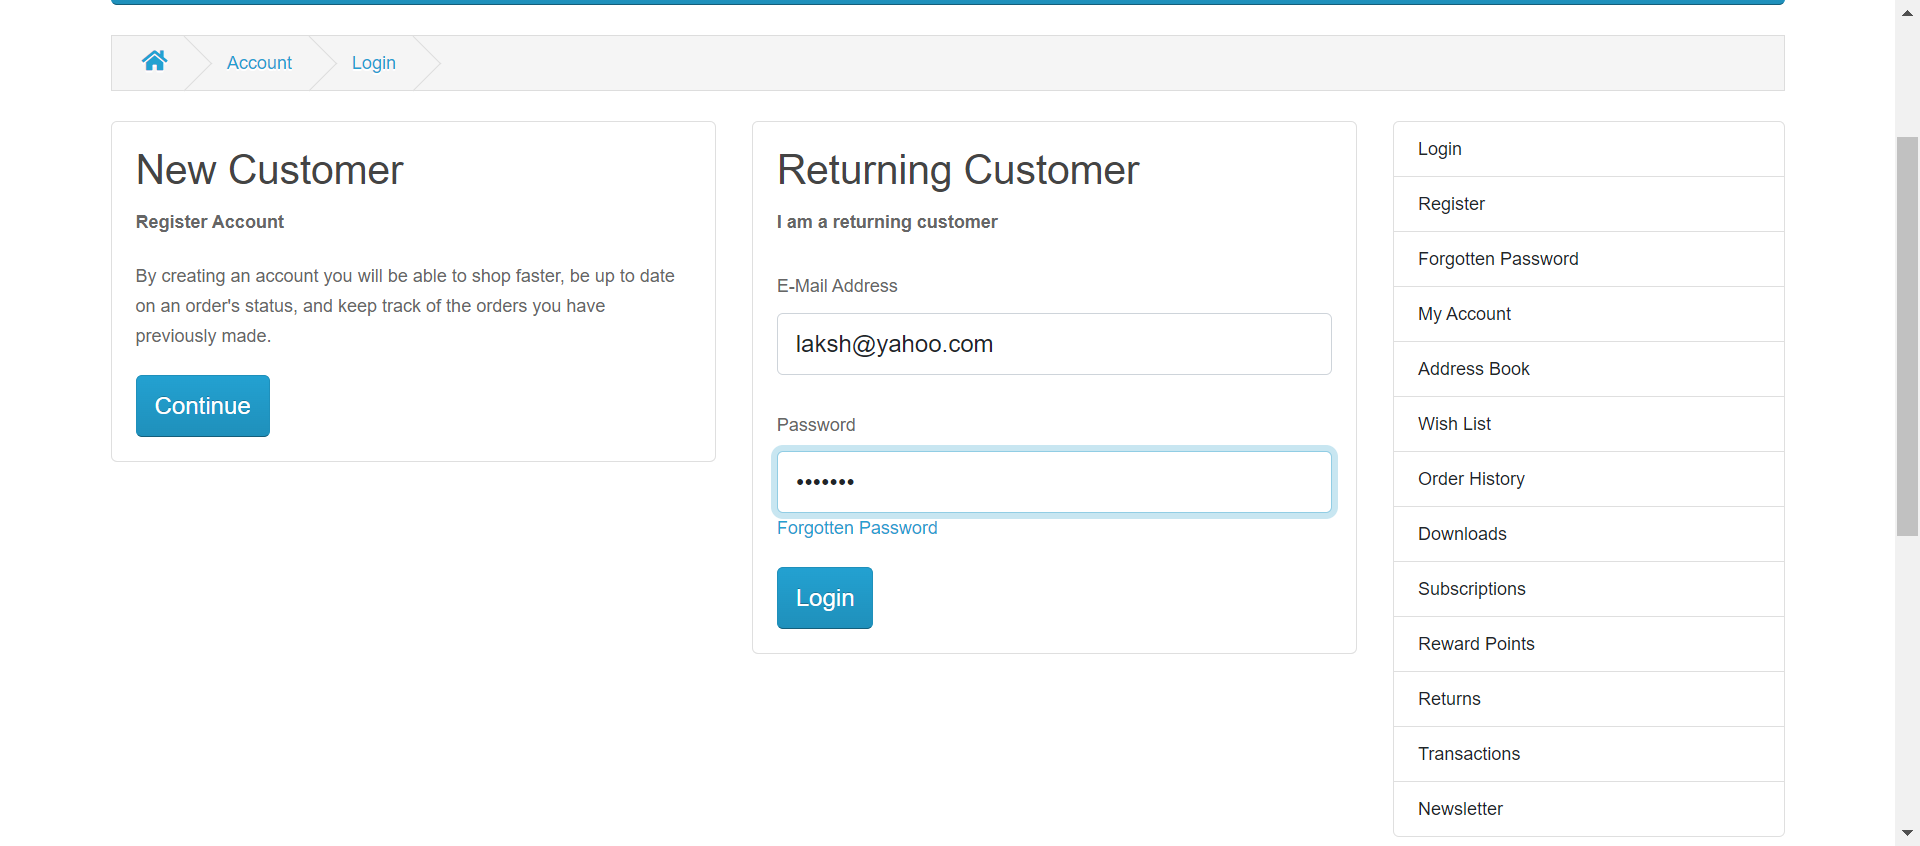 Account
Login
New Customer
Register Account
By creating an account you will be able to shop faster, be up to date
on an order's status, and keep track of the orders you have
previously made.
Continue
Returning Customer
I am a returning customer
E-Mail Address
laksh@yahoo.com
Password
•••••••
Forgotten Password
Login
Login
Register
Forgotten Password
My Account
Address Book
Wish List
Order History
Downloads
Subscriptions
Reward Points
Returns
Transactions
Newsletter